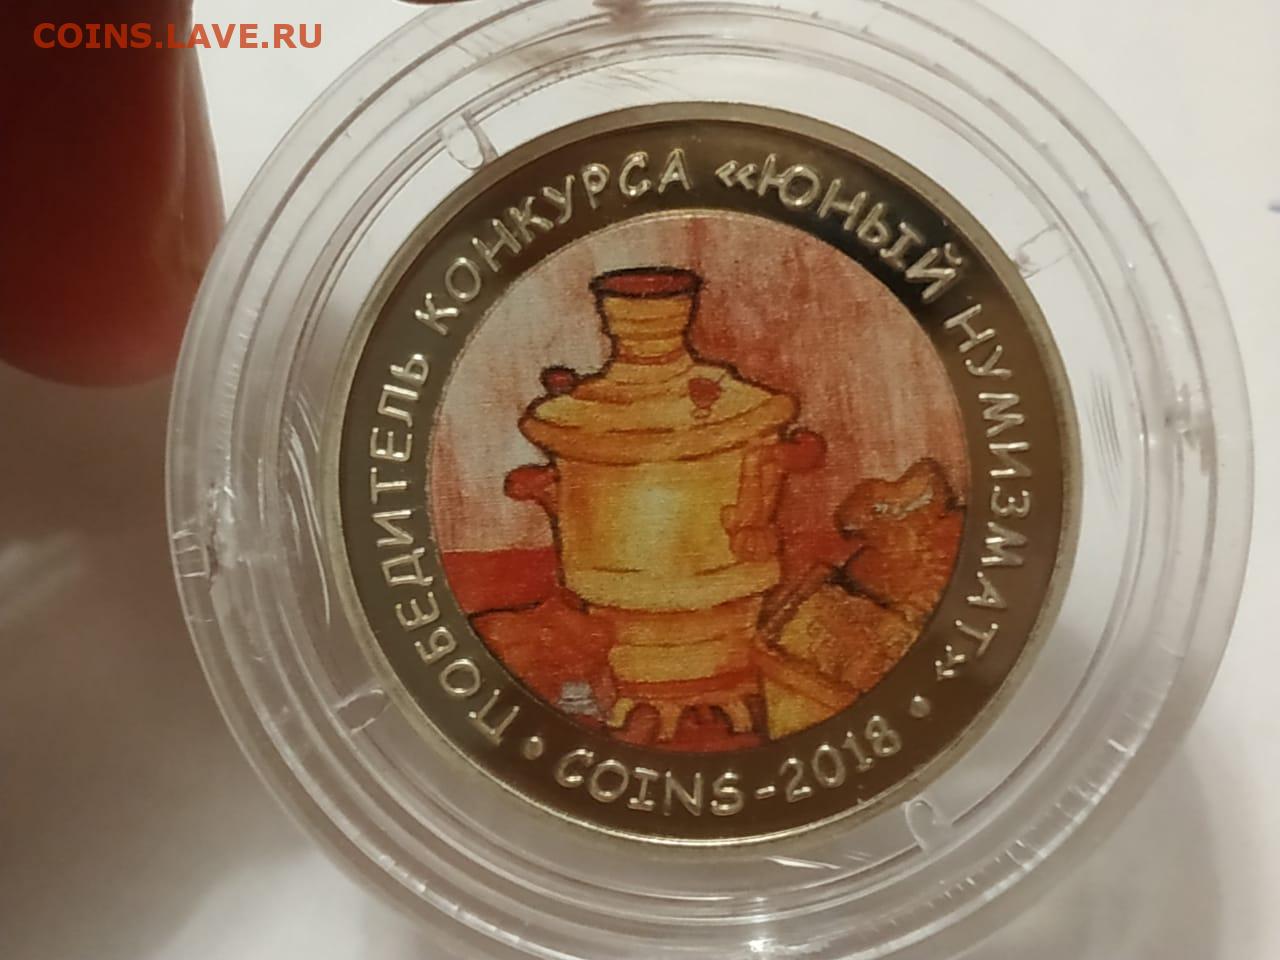 COINS.LAVE.RU
ПОБЕДИТЕЛЬ КОНКУРСА «ЮНЫЙ НУМИЗМАТ»
• COINS-2018 •